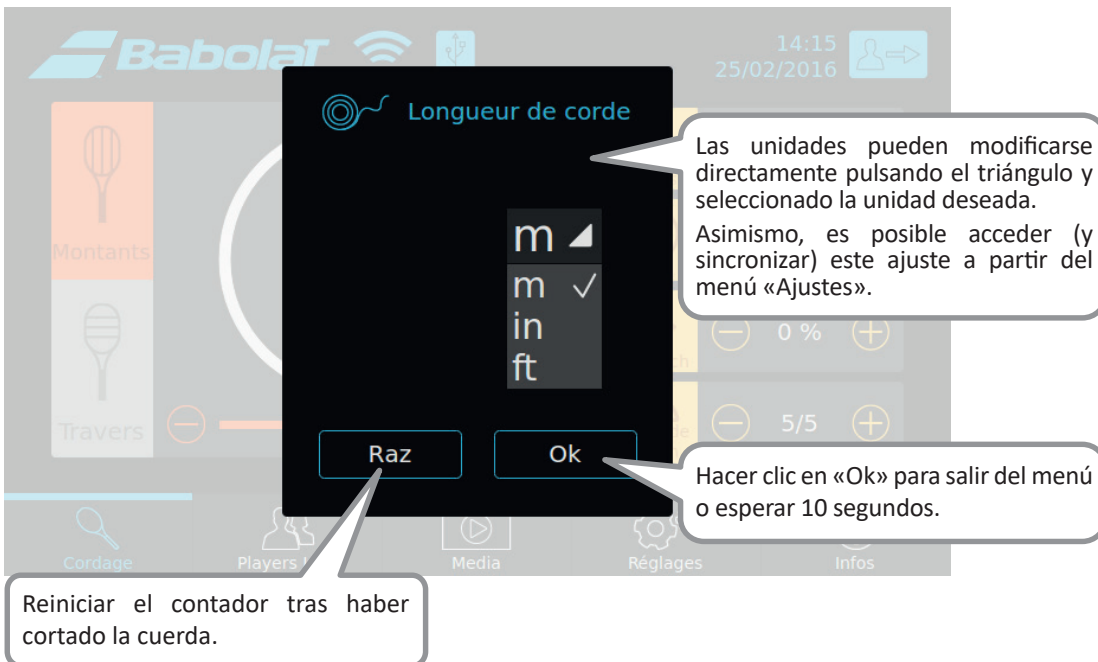 BabolaT
14:15
25/02/2016
Longueur de corde
Las unidades pueden modificarse
directamente pulsando el triángulo y
seleccionado la unidad deseada.
Asimismo, es posible acceder (y
sincronizar) este ajuste a partir del
menú «Ajustes».
Montants
m
m
in
ft
0 %
Travers
5/5
Raz
Ok
Hacer clic en «Ok» para salir del menú
o esperar 10 segundos.
Cordage
Players
Media
Réglages
Infos
Reiniciar el contador tras haber
cortado la cuerda.